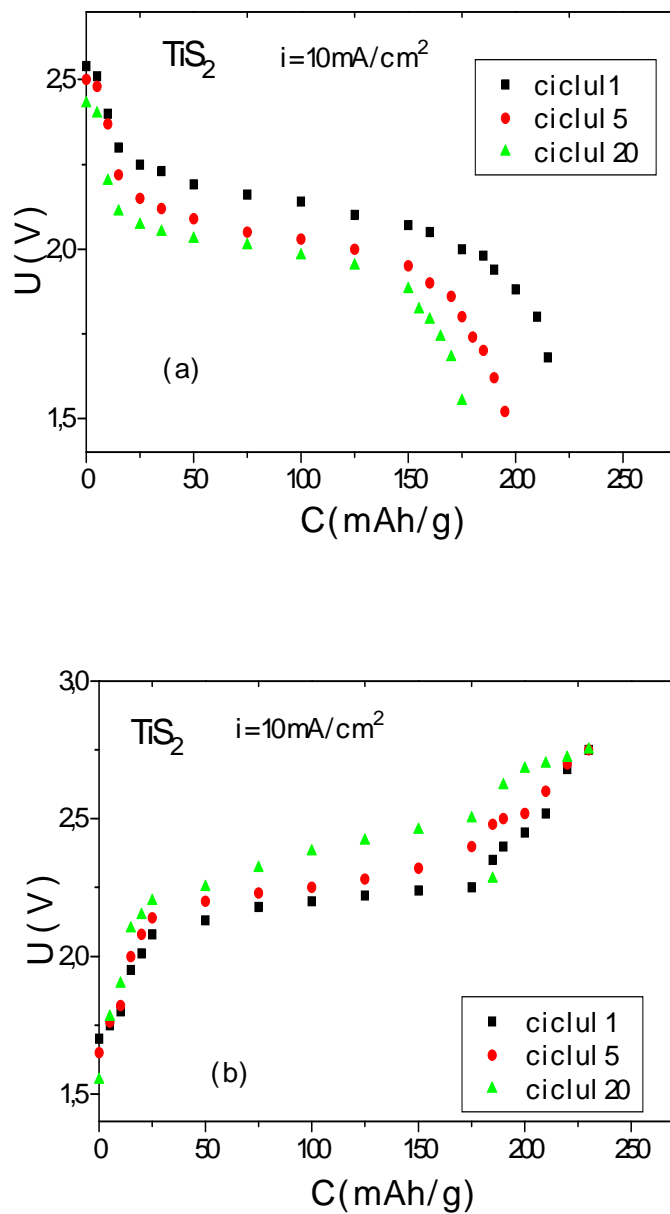 TiS₂ i=10mA/cm²
ciclul 1
ciclul 5
ciclul 20
2,5
2,0
1,5
U (V)
(a)
0 50 100 150 200 250
C(mAh/g)
3,0
TiS₂ i=10mA/cm²
2,5
2,0
1,5
U (V)
ciclul 1
ciclul 5
ciclul 20
(b)
0 50 100 150 200 250
C(mAh/g)